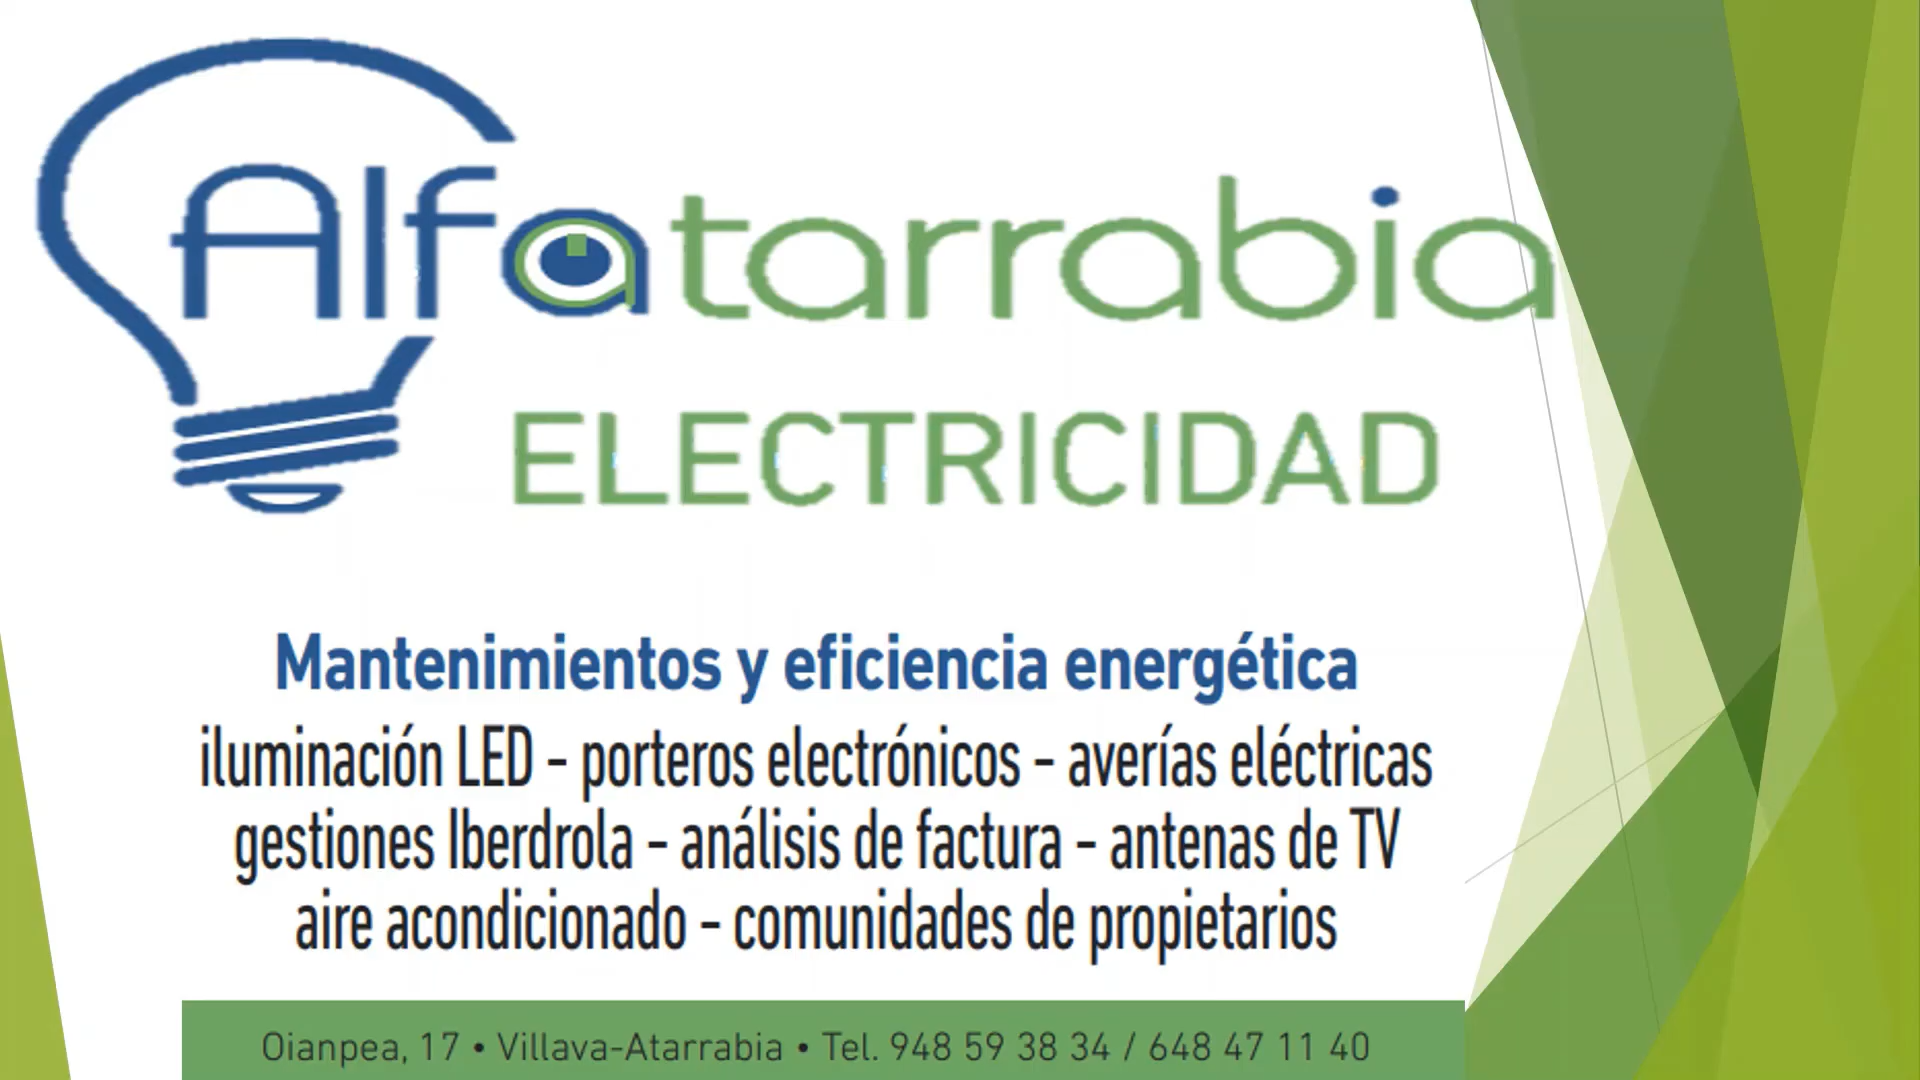 Alfatarrabia
ELECTRICIDAD
Mantenimientos y eficiencia energética
iluminación LED - porteros electrónicos - averías eléctricas
gestiones Iberdrola - análisis de factura - antenas de TV
aire acondicionado - comunidades de propietarios
Oianpea, 17 • Villava-Atarrabia • Tel. 948 59 38 34 / 648 47 11 40